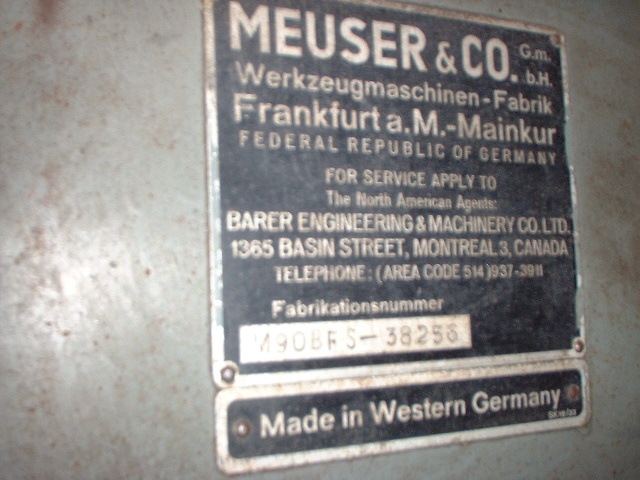 MEUSER & CO. G.m.b.H.
Werkzeugmaschinen-Fabrik
Frankfurt a.M.-Mainkur
FEDERAL REPUBLIC OF GERMANY
FOR SERVICE APPLY TO
The North American Agents:
BARER ENGINEERING & MACHINERY CO. LTD.
1365 BASIN STREET, MONTREAL 3, CANADA
TELEPHONE: (AREA CODE 514) 937-3911
Fabrikationsnummer
Made in Western Germany